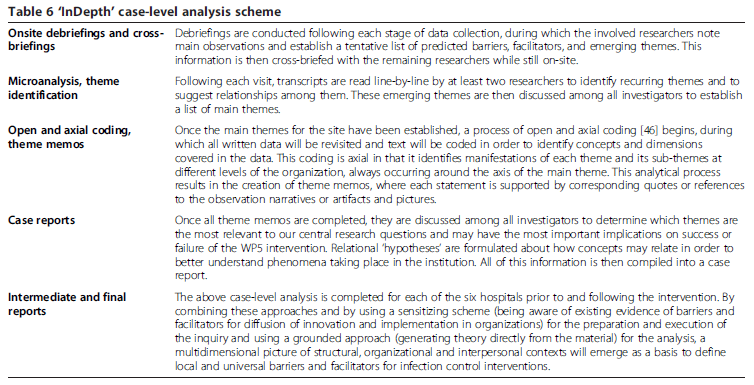 Table 6 ‘InDepth’ case-level analysis scheme
Onsite debriefings and cross-
briefings
Debriefings are conducted following each stage of data collection, during which the involved researchers note
main observations and establish a tentative list of predicted barriers, facilitators, and emerging themes. This
information is then cross-briefed with the remaining researchers while still on-site.
Microanalysis, theme
identification
Following each visit, transcripts are read line-by-line by at least two researchers to identify recurring themes and to
suggest relationships among them. These emerging themes are then discussed among all investigators to establish
a list of main themes.
Open and axial coding,
theme memos
Once the main themes for the site have been established, a process of open and axial coding [46] begins, during
which all written data will be revisited and text will be coded in order to identify concepts and dimensions
covered in the data. This coding is axial in that it identifies manifestations of each theme and its sub-themes at
different levels of the organization, always occurring around the axis of the main theme. This analytical process
results in the creation of theme memos, where each statement is supported by corresponding quotes or references
to the observation narratives or artifacts and pictures.
Case reports
Once all theme memos are completed, they are discussed among all investigators to determine which themes are
the most relevant to our central research questions and may have the most important implications on success or
failure of the WP5 intervention. Relational ‘hypotheses’ are formulated about how concepts may relate in order to
better understand phenomena taking place in the institution. All of this information is then compiled into a case
report.
Intermediate and final
reports
The above case-level analysis is completed for each of the six hospitals prior to and following the intervention. By
combining these approaches and by using a sensitizing scheme (being aware of existing evidence of barriers and
facilitators for diffusion of innovation and implementation in organizations) for the preparation and execution of
the inquiry and using a grounded approach (generating theory directly from the material) for the analysis, a
multidimensional picture of structural, organizational and interpersonal contexts will emerge as a basis to define
local and universal barriers and facilitators for infection control interventions.